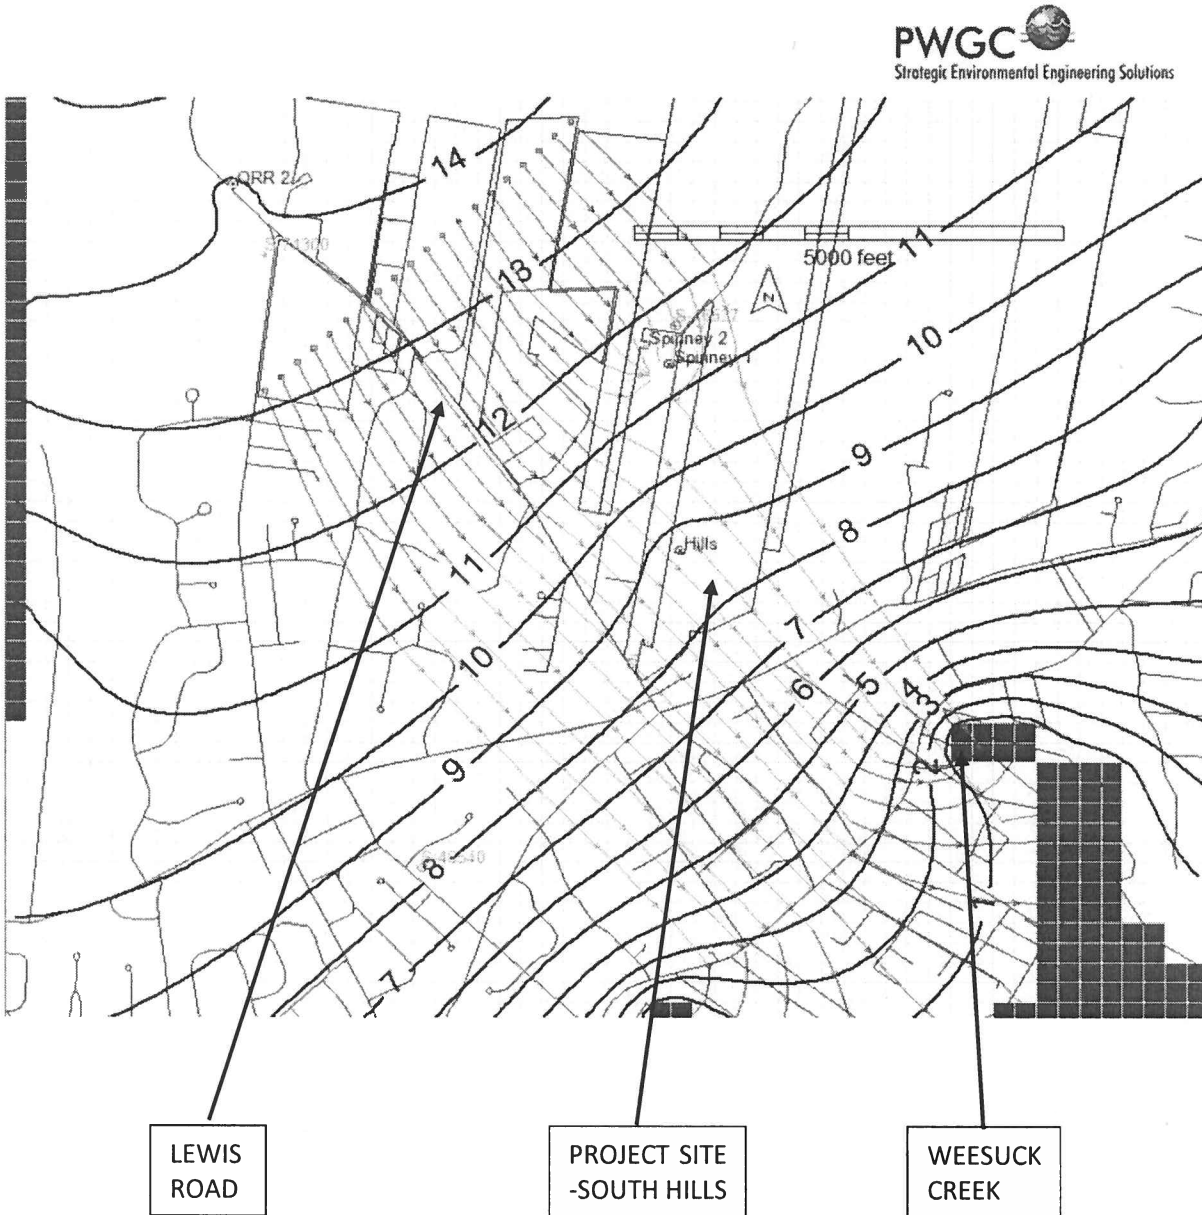 PWGC
Strategic Environmental Engineering Solutions
14
ORR 2
13
11
5000 feet
N
10
Spinney 2
Spinney 1
12
9
8
Hills
11
7
10
6
5
4
3
2
9
8
1
7
LEWIS
ROAD
PROJECT SITE
-SOUTH HILLS
WEESUCK
CREEK